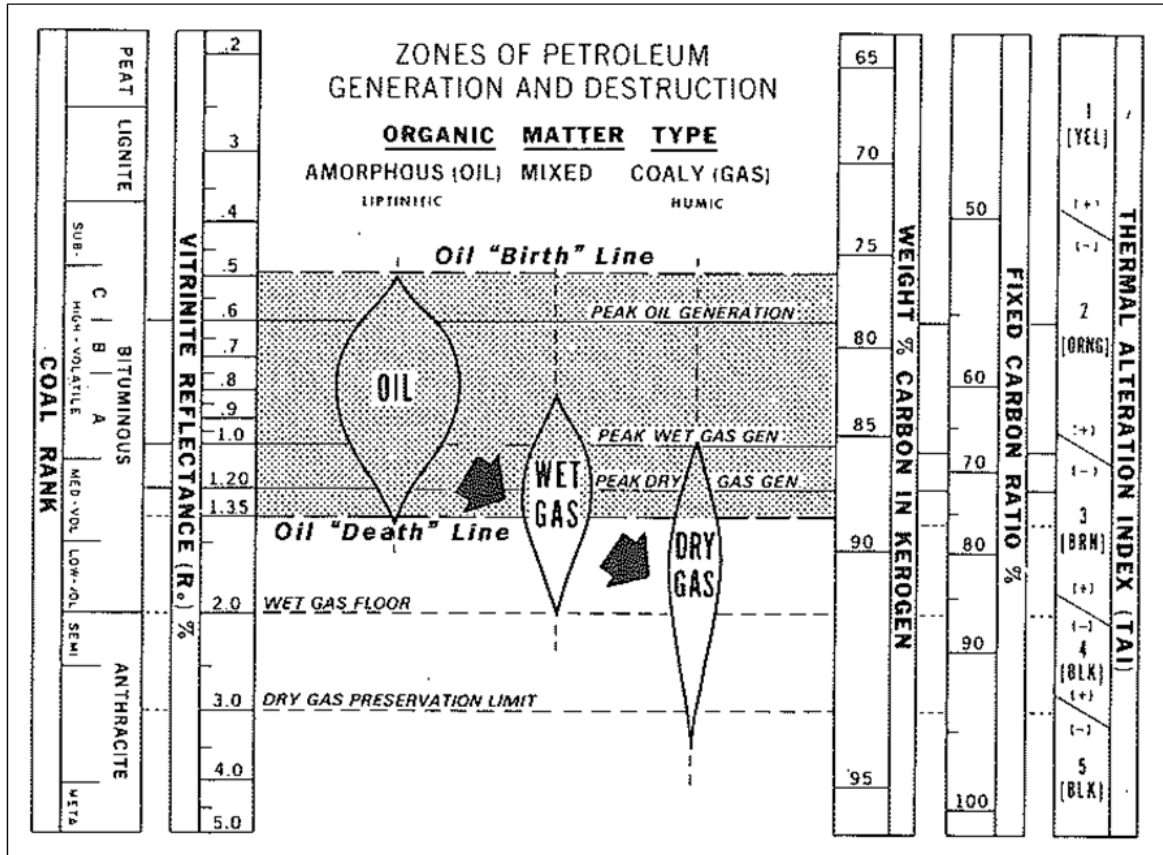 ZONES OF PETROLEUM
GENERATION AND DESTRUCTION
ORGANIC MATTER TYPE
AMORPHOUS (OIL) MIXED COALY (GAS)
LIPTINITIC HUMIC
Oil "Birth" Line
PEAK OIL GENERATION
OIL
PEAK WET GAS GEN
WET
GAS
PEAK DRY GAS GEN
Oil "Death" Line
DRY
GAS
WET GAS FLOOR
DRY GAS PRESERVATION LIMIT
COAL RANK
PEAT
LIGNITE
SUB-
BITUMINOUS
HIGH-VOLATILE
C
B
A
MED-VOL
LOW-VOL
SEMI
ANTHRACITE
META
VITRINITE REFLECTANCE (Ro) %
.2
3
.4
.5
.6
.7
.8
.9
1.0
1.20
1.35
2.0
3.0
4.0
5.0
WEIGHT % CARBON IN KEROGEN
65
70
75
80
85
90
95
FIXED CARBON RATIO %
50
60
70
80
90
100
THERMAL ALTERATION INDEX (TAI)
1
[YEL]
(+)
(-)
2
[ORNG]
(+)
(-)
3
[BRN]
(+)
(-)
4
[BLK]
(+)
(-)
5
[BLK]